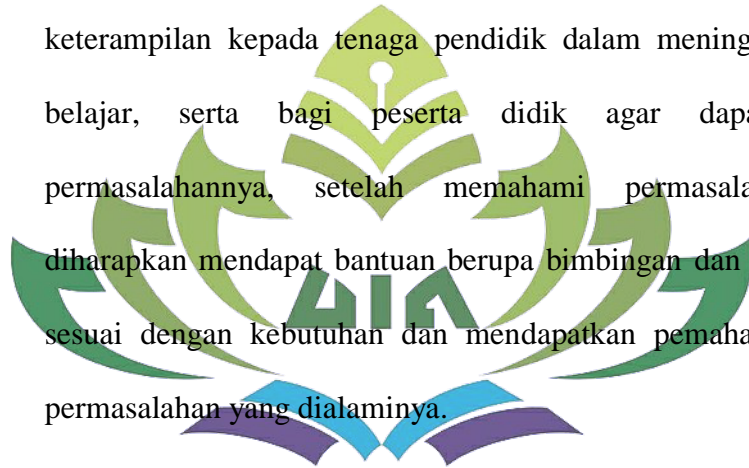 keterampilan kepada tenaga pendidik dalam mening
belajar, serta bagi peserta didik agar dapa
permasalahannya, setelah memahami permasala
diharapkan mendapat bantuan berupa bimbingan dan
sesuai dengan kebutuhan dan mendapatkan pemaha
permasalahan yang dialaminya.
UIN